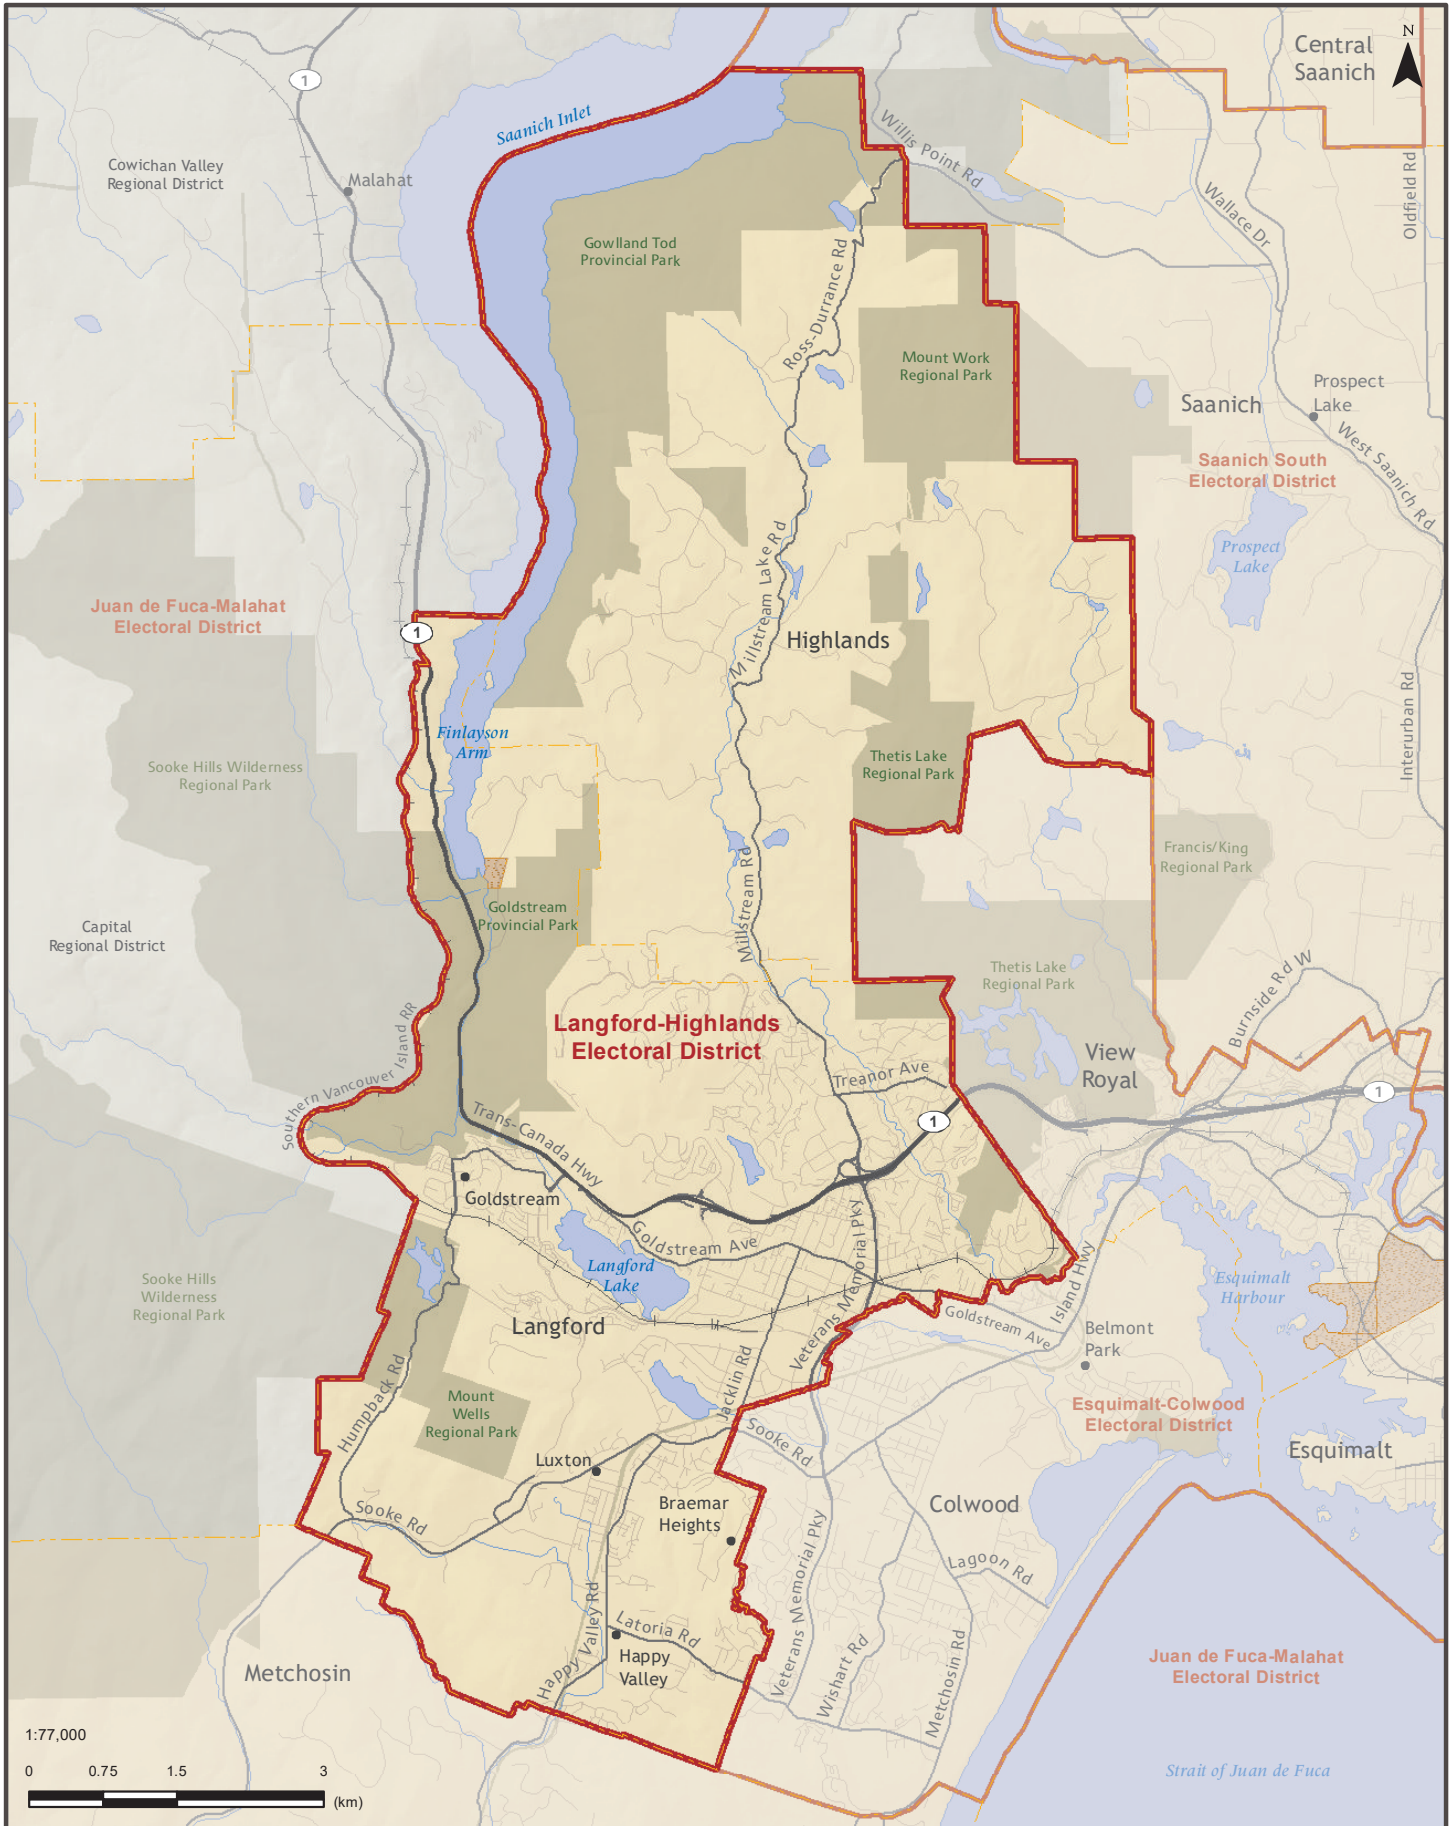 N
Central
Saanich
1
Saanich Inlet
Willis Point Rd
Cowichan Valley
Regional District
Malahat
Oldfield Rd
Wallace Dr
Gowlland Tod
Provincial Park
Ross-Durrance Rd
Mount Work
Regional Park
Prospect
Lake
Saanich
West Saanich Rd
Saanich South
Electoral District
Prospect
Lake
Millstream Lake Rd
Juan de Fuca-Malahat
Electoral District
1
Highlands
Interurban Rd
Finlayson
Arm
Thetis Lake
Regional Park
Sooke Hills Wilderness
Regional Park
Francis/King
Regional Park
Millstream Rd
Goldstream
Provincial Park
Capital
Regional District
Thetis Lake
Regional Park
Burnside Rd W
Langford-Highlands
Electoral District
Southern Vancouver Island RR
View
Royal
Treanor Ave
1
1
Trans-Canada Hwy
Goldstream
Goldstream Ave
Veterans Memorial Pky
Island Hwy
Langford
Lake
Sooke Hills
Wilderness
Regional Park
Esquimalt
Harbour
Goldstream Ave
Langford
Belmont
Park
Jacklin Rd
Humpback Rd
Mount
Wells
Regional Park
Esquimalt-Colwood
Electoral District
Sooke Rd
Esquimalt
Luxton
Braemar
Heights
Colwood
Sooke Rd
Veterans Memorial Pky
Lagoon Rd
Happy Valley Rd
Latoria Rd
Happy
Valley
Wishart Rd
Metchosin Rd
Metchosin
Juan de Fuca-Malahat
Electoral District
1:77,000
0 0.75 1.5 3
(km)
Strait of Juan de Fuca